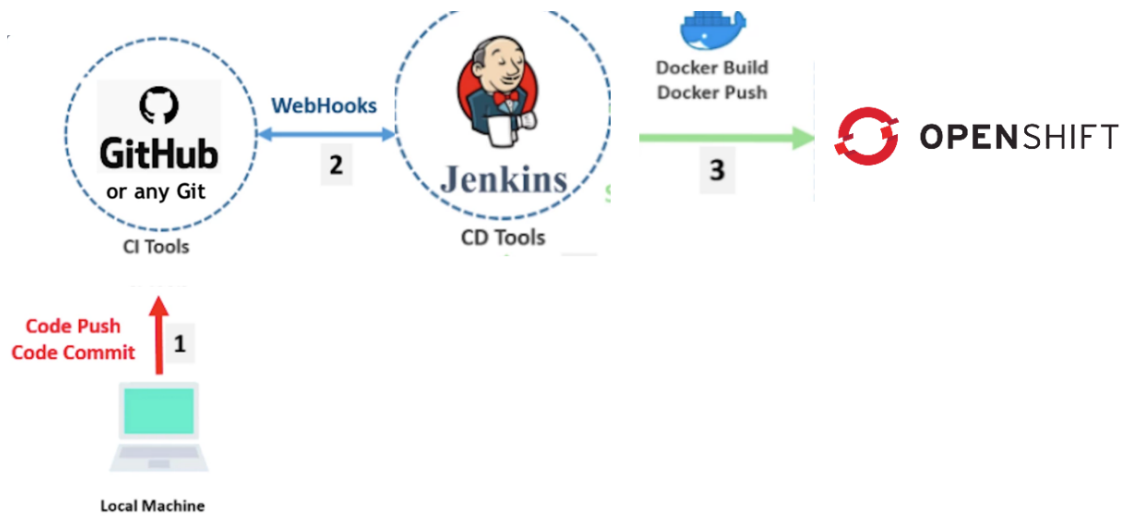 GitHub
or any Git
CI Tools
WebHooks
2
Jenkins
CD Tools
Docker Build
Docker Push
3
OPENSHIFT
Code Push
Code Commit
1
Local Machine